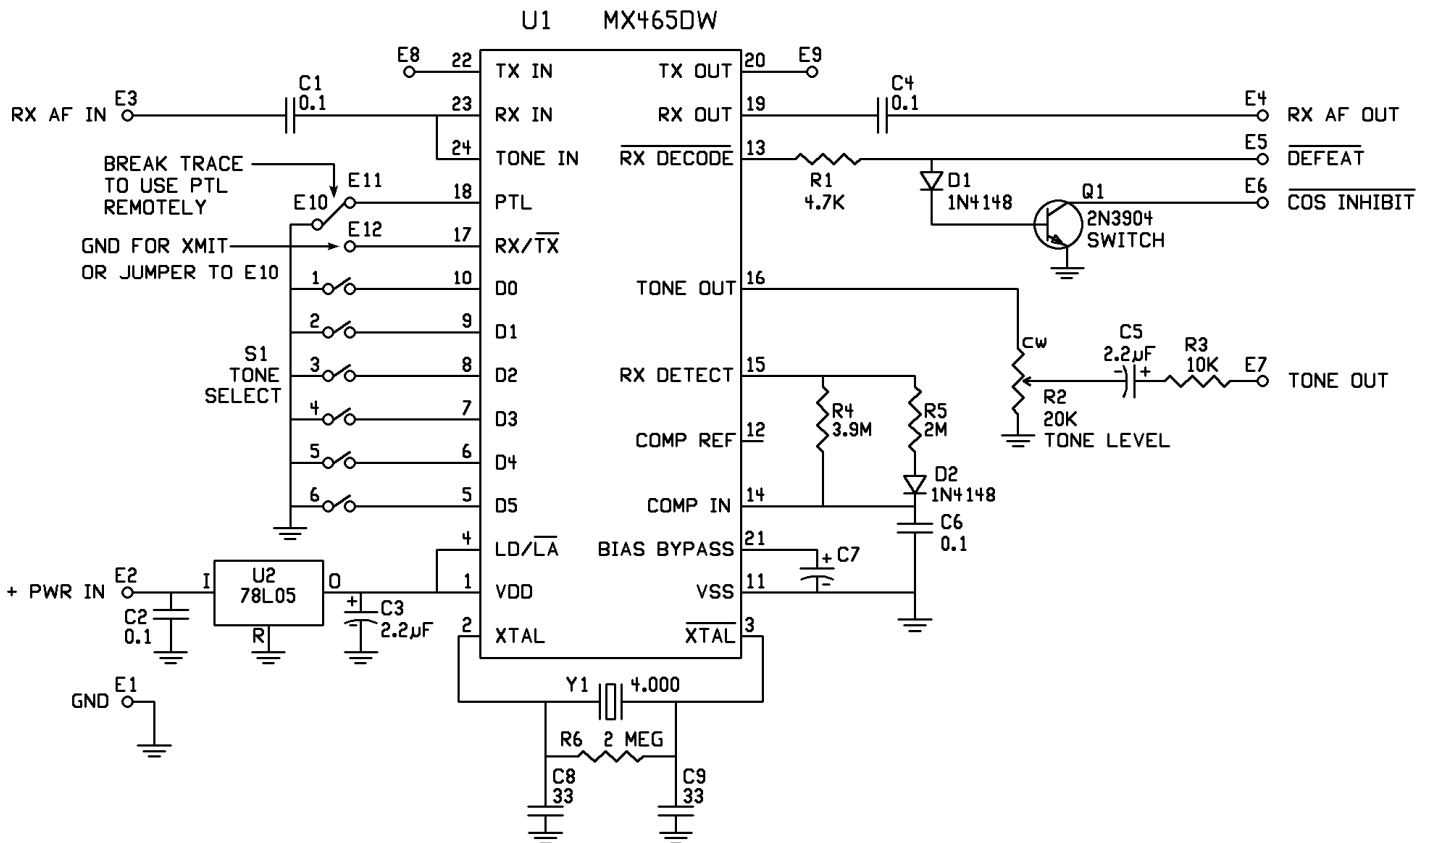 U1 MX465DW
E8 22 TX IN TX OUT 20 E9
C1
0.1
RX AF IN E3 23 RX IN RX OUT 19 C4
0.1 E4 RX AF OUT
24 TONE IN RX DECODE 13 R1
4.7K E5 DEFEAT
D1
1N4148
BREAK TRACE
TO USE PTL
REMOTELY
E10 E11 18 PTL
Q1
2N3904
SWITCH
E6 COS INHIBIT
GND FOR XMIT
OR JUMPER TO E10
E12 17 RX/TX
1 10 D0 TONE OUT 16
2 9 D1
S1
TONE
SELECT
3 8 D2 RX DETECT 15
CW
R2
20K
TONE LEVEL
C5
2.2µF
- +
R3
10K
E7 TONE OUT
4 7 D3
R4
3.9M
R5
2M
COMP REF 12
5 6 D4
D2
1N4148
6 5 D5 COMP IN 14
C6
0.1
4 LD/LA BIAS BYPASS 21
+ C7
-
+ PWR IN E2 I U2
78L05 O
R
1 VDD VSS 11
C2
0.1
+ C3
- 2.2µF
2 XTAL XTAL 3
GND E1
Y1 4.000
R6 2 MEG
C8
33
C9
33